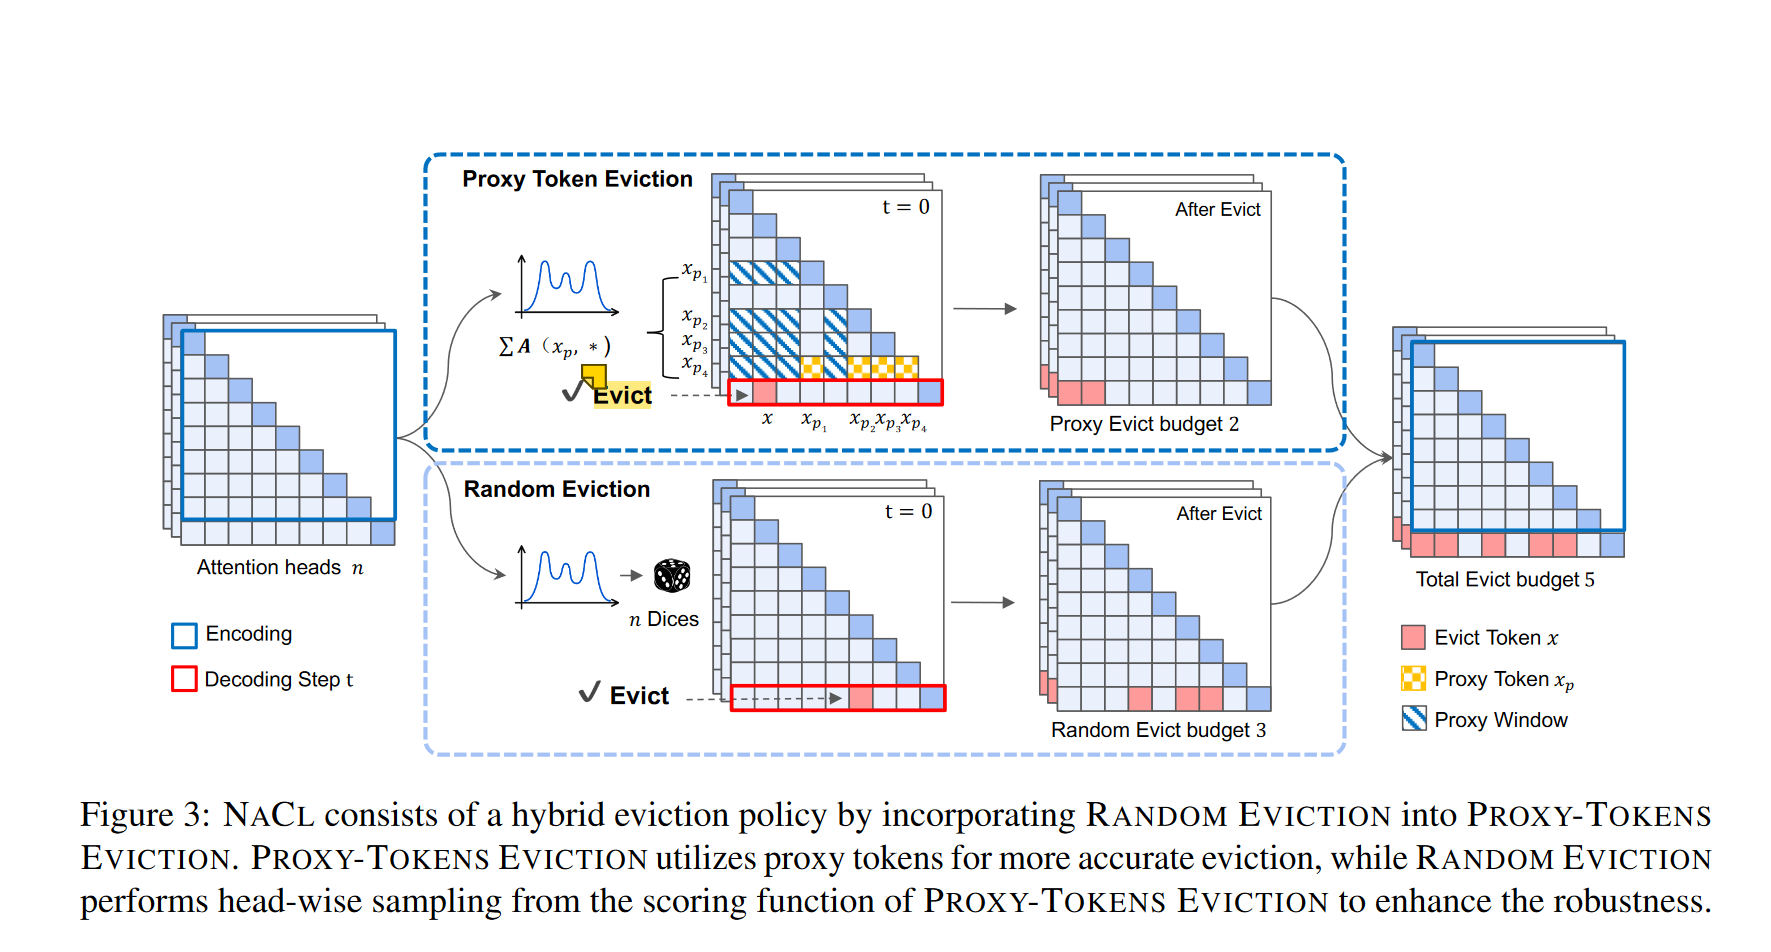 Proxy Token Eviction
t = 0
After Evict
x_{p_1}
x_{p_2}
x_{p_3}
x_{p_4}
∑ A (x_p, *)
✓ Evict
x x_{p_1} x_{p_2} x_{p_3} x_{p_4}
Proxy Evict budget 2
Random Eviction
t = 0
After Evict
n Dices
✓ Evict
Random Evict budget 3
Attention heads n
Encoding
Decoding Step t
Total Evict budget 5
Evict Token x
Proxy Token x_p
Proxy Window
Figure 3: NACL consists of a hybrid eviction policy by incorporating RANDOM EVICTION into PROXY-TOKENS
EVICTION. PROXY-TOKENS EVICTION utilizes proxy tokens for more accurate eviction, while RANDOM EVICTION
performs head-wise sampling from the scoring function of PROXY-TOKENS EVICTION to enhance the robustness.